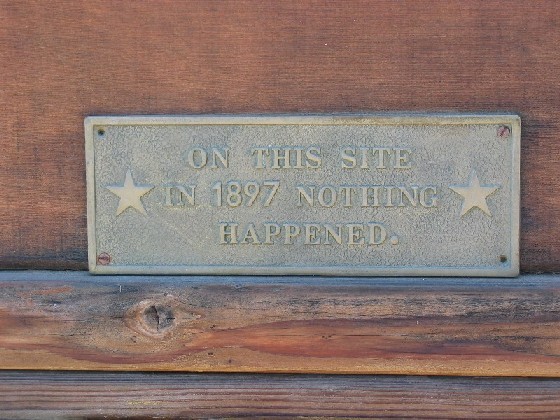 ON THIS SITE
IN 1897 NOTHING
HAPPENED.